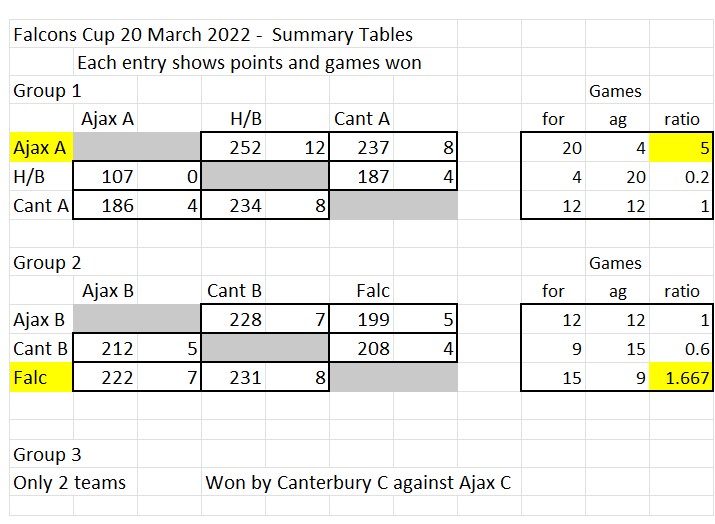 Falcons Cup 20 March 2022 - Summary Tables
Each entry shows points and games won
Group 1 Games
Ajax A H/B Cant A for ag ratio
Ajax A 252 12 237 8 20 4 5
H/B 107 0 187 4 4 20 0.2
Cant A 186 4 234 8 12 12 1
Group 2 Games
Ajax B Cant B Falc for ag ratio
Ajax B 228 7 199 5 12 12 1
Cant B 212 5 208 4 9 15 0.6
Falc 222 7 231 8 15 9 1.667
Group 3
Only 2 teams Won by Canterbury C against Ajax C